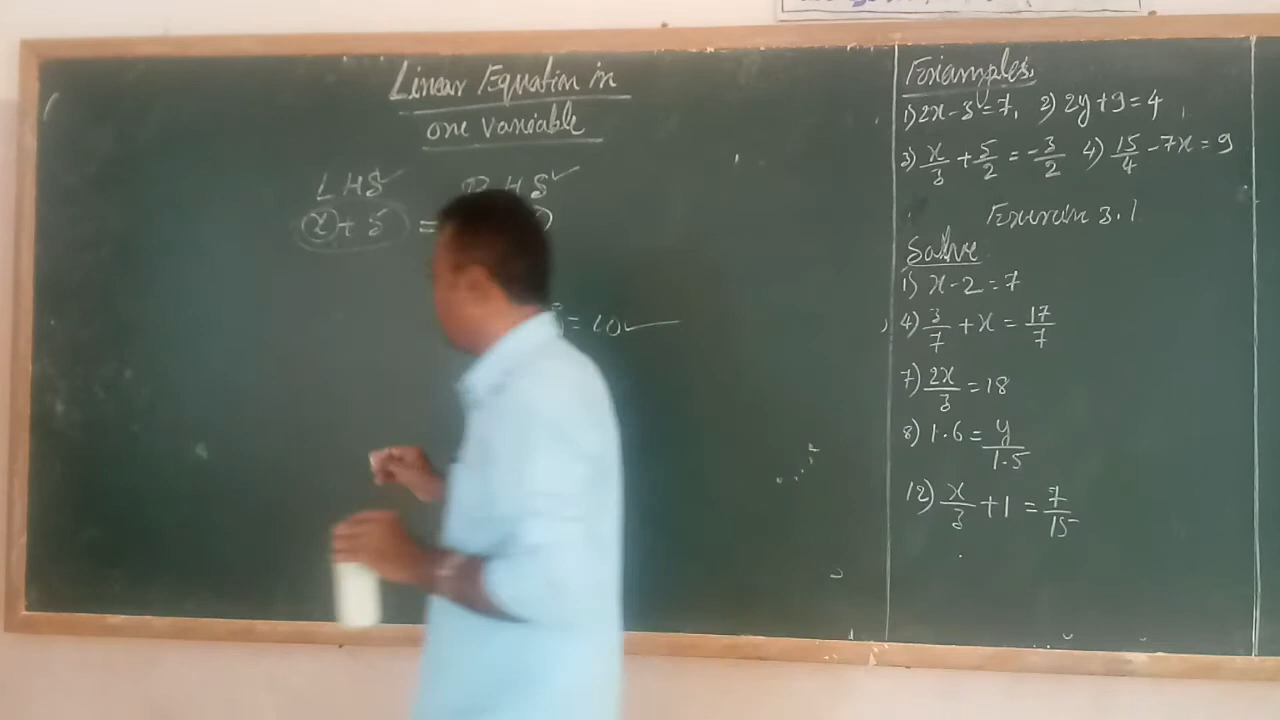 Linear Equation in
one variable
LHS✓ RHS✓
x + 5 =
= 10
Examples
1) 2x - 3 = 7, 2) 2y + 9 = 4
3) x/3 + 5/2 = -3/2 4) 15/4 - 7x = 9
Exercise 3.1
Solve
1) x - 2 = 7
4) 3/7 + x = 17/7
7) 2x/3 = 18
8) 1.6 = y/1.5
12) x/3 + 1 = 7/15